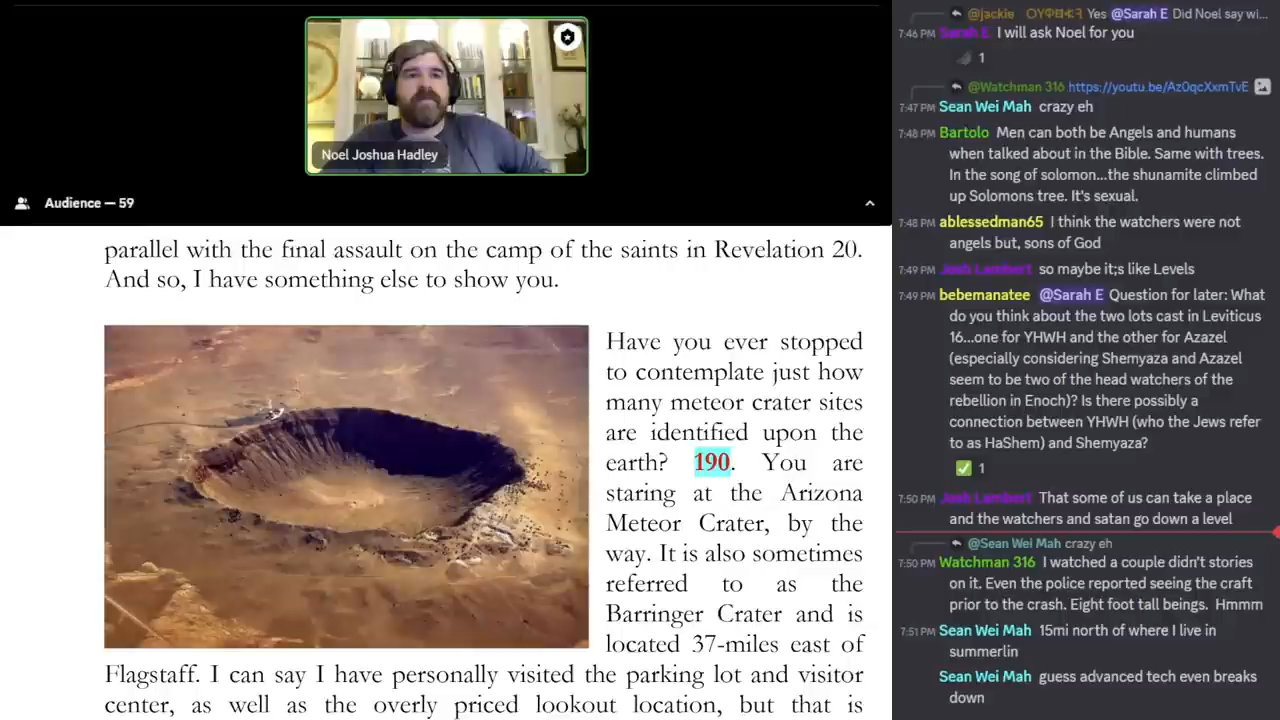 Noel Joshua Hadley
Audience — 59
parallel with the final assault on the camp of the saints in Revelation 20.
And so, I have something else to show you.
Have you ever stopped
to contemplate just how
many meteor crater sites
are identified upon the
earth? 190. You are
staring at the Arizona
Meteor Crater, by the
way. It is also sometimes
referred to as the
Barringer Crater and is
located 37-miles east of
Flagstaff. I can say I have personally visited the parking lot and visitor
center, as well as the overly priced lookout location, but that is
@jackie Yes @Sarah E Did Noel say wi...
7:46 PM Sarah E I will ask Noel for you
1
@Watchman 316 https://youtu.be/Az0qcXxmTvE
7:47 PM Sean Wei Mah crazy eh
7:48 PM Bartolo Men can both be Angels and humans
when talked about in the Bible. Same with trees.
In the song of solomon...the shunamite climbed
up Solomons tree. It's sexual.
7:48 PM ablessedman65 I think the watchers were not
angels but, sons of God
7:49 PM Josh Lambert so maybe it;s like Levels
7:49 PM bebemanatee @Sarah E Question for later: What
do you think about the two lots cast in Leviticus
16...one for YHWH and the other for Azazel
(especially considering Shemyaza and Azazel
seem to be two of the head watchers of the
rebellion in Enoch)? Is there possibly a
connection between YHWH (who the Jews refer
to as HaShem) and Shemyaza?
1
7:50 PM Josh Lambert That some of us can take a place
and the watchers and satan go down a level
@Sean Wei Mah crazy eh
7:50 PM Watchman 316 I watched a couple didn't stories
on it. Even the police reported seeing the craft
prior to the crash. Eight foot tall beings. Hmmm
7:51 PM Sean Wei Mah 15mi north of where I live in
summerlin
Sean Wei Mah guess advanced tech even breaks
down